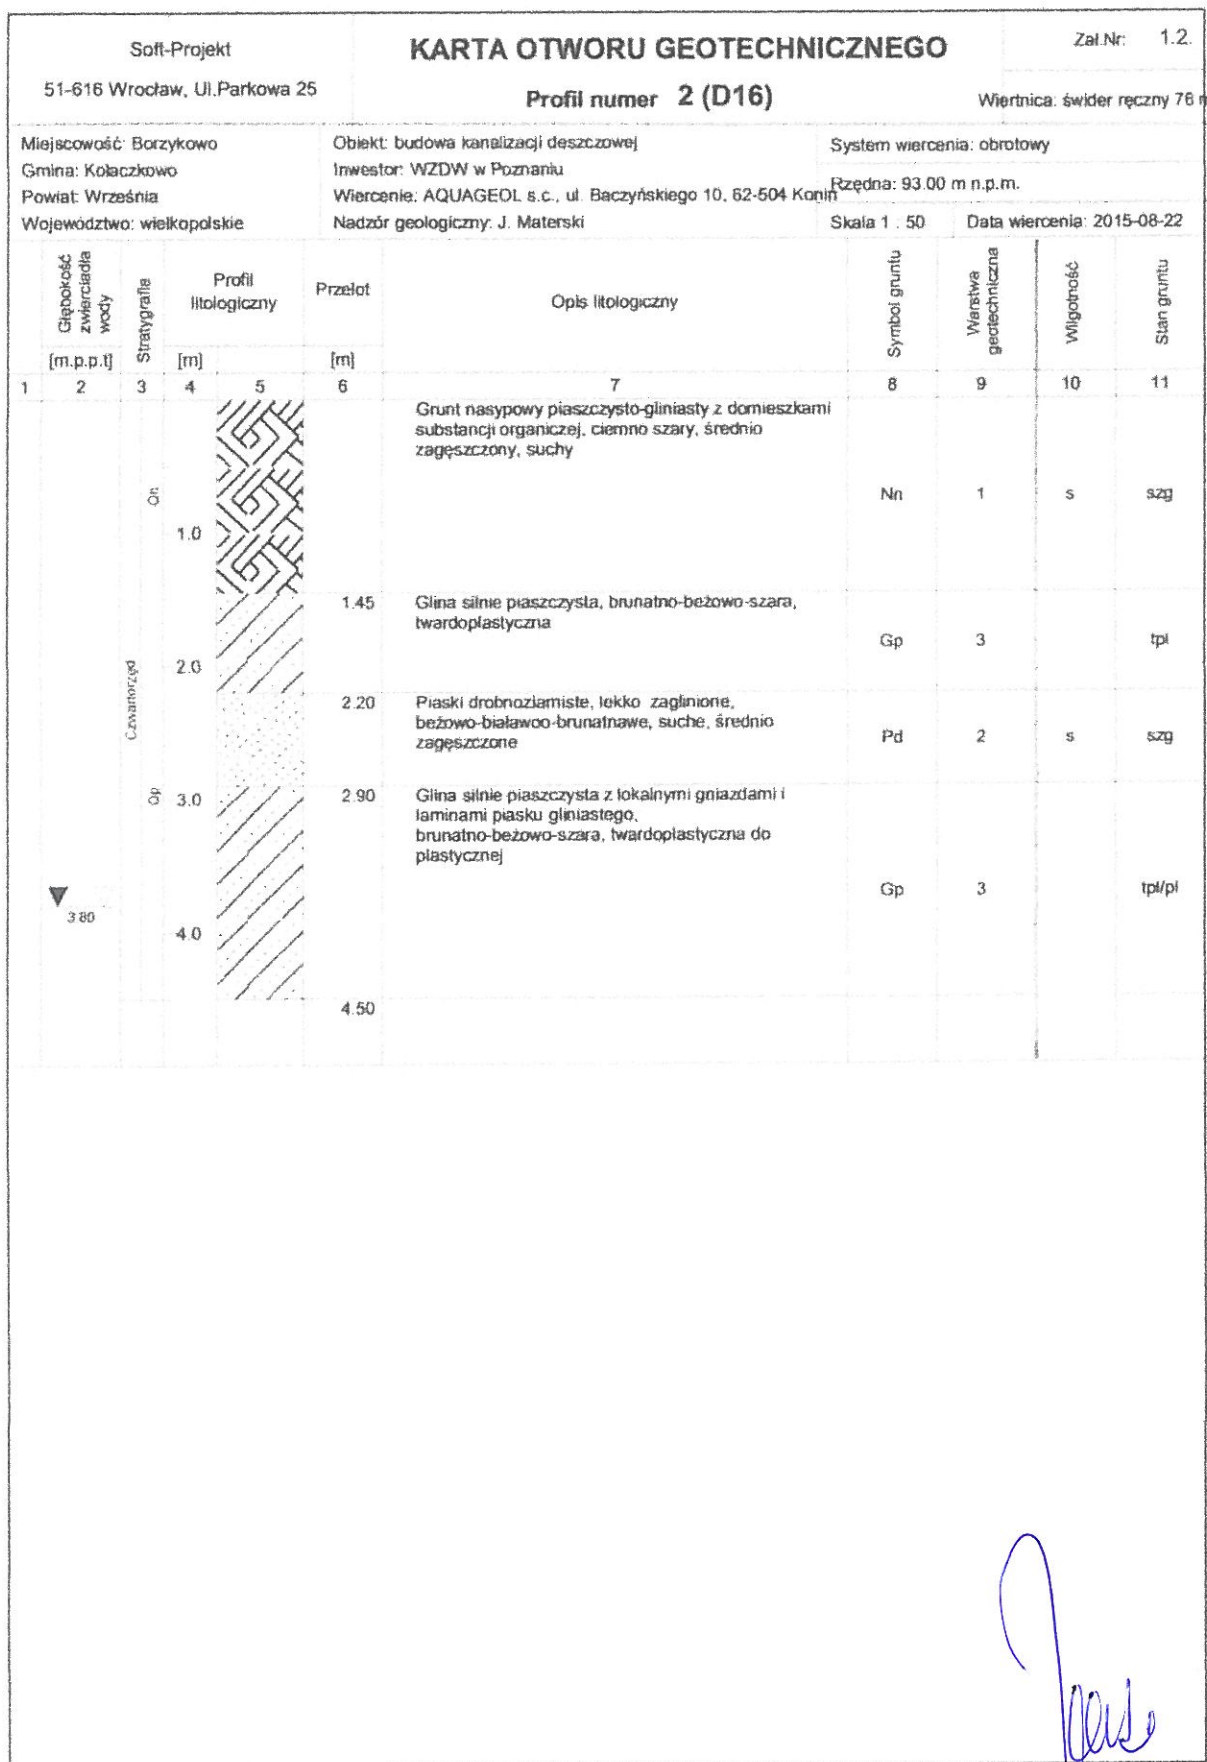 Soft-Projekt
51-616 Wrocław, Ul.Parkowa 25
KARTA OTWORU GEOTECHNICZNEGO
Profil numer 2 (D16)
Zał.Nr: 1.2.
Wiertnica: świder ręczny 76
Miejscowość: Borzykowo
Gmina: Kołaczkowo
Powiat: Września
Województwo: wielkopolskie
Obiekt: budowa kanalizacji deszczowej
Inwestor: WZDW w Poznaniu
Wiercenie: AQUAGEOL s.c., ul. Baczyńskiego 10, 62-504 Konin
Nadzór geologiczny: J. Materski
System wiercenia: obrotowy
Rzędna: 93.00 m n.p.m.
Skala 1 : 50 Data wiercenia: 2015-08-22
Głębokość
zwierciadła
wody
[m.p.p.t]
Stratygrafia
Profil
litologiczny
[m]
Przelot
[m]
Opis litologiczny
Symbol gruntu
Warstwa
geotechniczna
Wilgotność
Stan gruntu
1 2 3 4 5 6 7 8 9 10 11
Grunt nasypowy piaszczysto-gliniasty z domieszkami
substancji organiczej, ciemno szary, średnio
zagęszczony, suchy
Qh
Nn 1 s szg
1.0
1.45 Glina silnie piaszczysta, brunatno-beżowo-szara,
twardoplastyczna
Gp 3 tpl
2.0
Czwartorzęd
2.20 Piaski drobnoziarniste, lekko zaglinione,
beżowo-białawoo-brunatnawe, suche, średnio
zagęszczone
Pd 2 s szg
Qp
3.0
2.90 Glina silnie piaszczysta z lokalnymi gniazdami i
laminami piasku gliniastego,
brunatno-beżowo-szara, twardoplastyczna do
plastycznej
Gp 3 tpl/pl
3.80
4.0
4.50